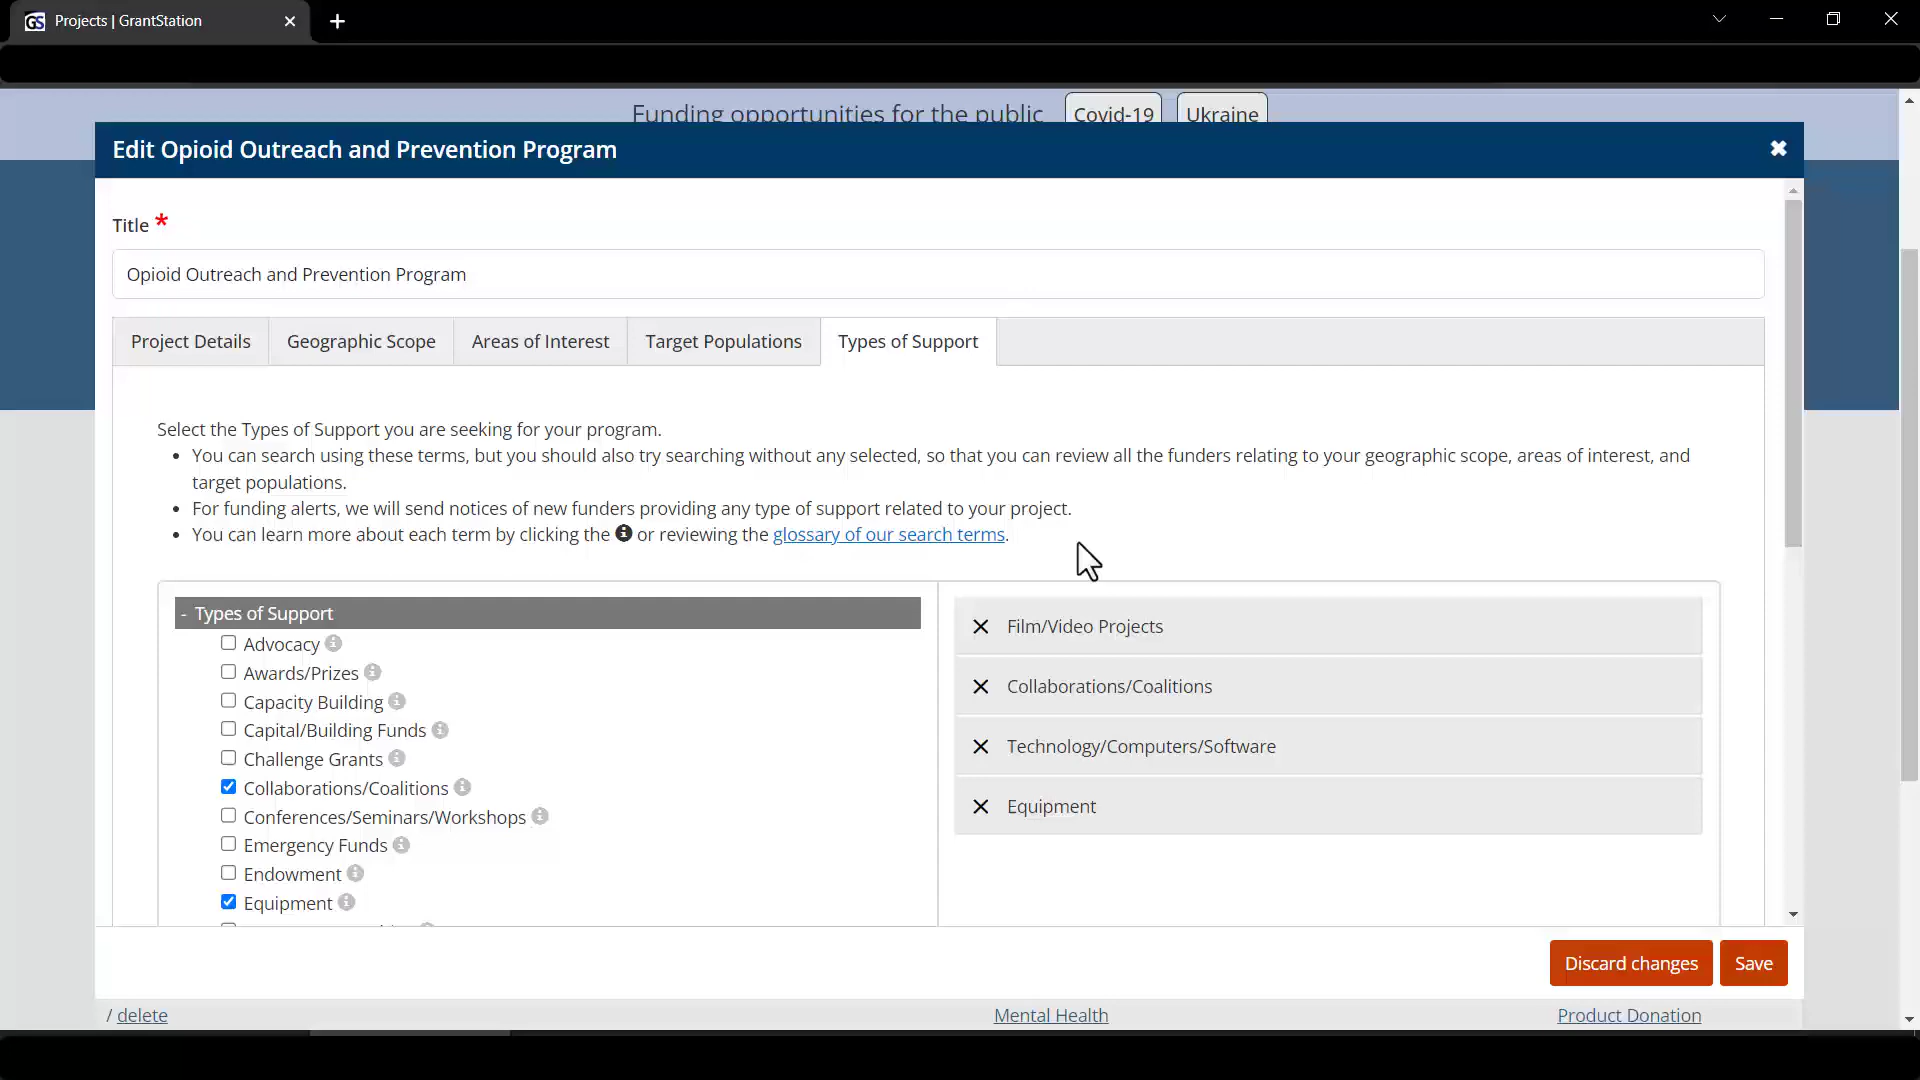 Projects | GrantStation
Funding opportunities for the public Covid-19 Ukraine
Edit Opioid Outreach and Prevention Program
Title *
Opioid Outreach and Prevention Program
Project Details Geographic Scope Areas of Interest Target Populations Types of Support
Select the Types of Support you are seeking for your program.
• You can search using these terms, but you should also try searching without any selected, so that you can review all the funders relating to your geographic scope, areas of interest, and
target populations.
• For funding alerts, we will send notices of new funders providing any type of support related to your project.
• You can learn more about each term by clicking the or reviewing the glossary of our search terms.
- Types of Support
Advocacy
Awards/Prizes
Capacity Building
Capital/Building Funds
Challenge Grants
Collaborations/Coalitions
Conferences/Seminars/Workshops
Emergency Funds
Endowment
Equipment
Film/Video Projects
Collaborations/Coalitions
Technology/Computers/Software
Equipment
Discard changes Save
/ delete Mental Health Product Donation